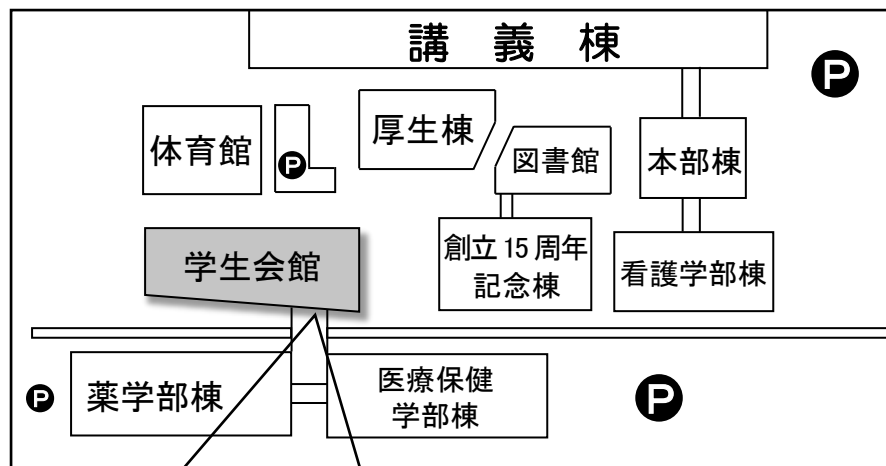 講義棟
P
体育館
P
厚生棟
図書館
本部棟
学生会館
創立15周年
記念棟
看護学部棟
P
薬学部棟
医療保健
学部棟
P